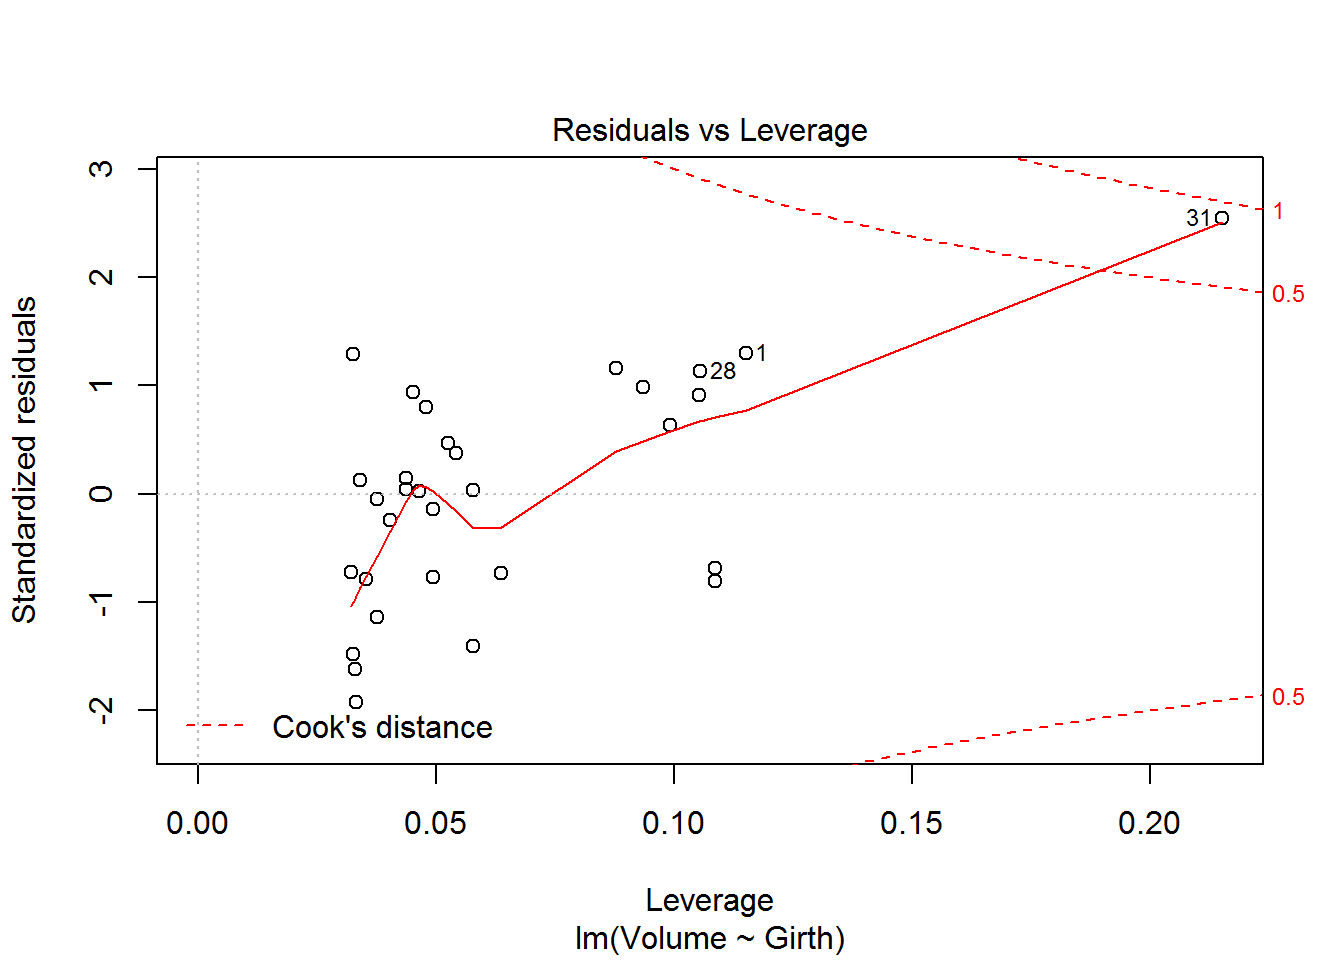 Residuals vs Leverage
Standardized residuals
3
2
1
0
-1
-2
31
1
28
1
0.5
0.5
Cook's distance
0.00 0.05 0.10 0.15 0.20
Leverage
lm(Volume ~ Girth)